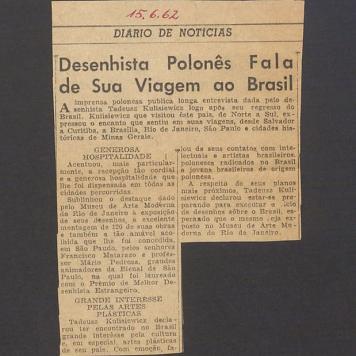 15.6.62
DIARIO DE NOTICIAS
Desenhista Polonês Fala
de Sua Viagem ao Brasil
A imprensa polonesa publica longa entrevista dada pelo de-
senhista Tadeusz Kulisiewicz logo após seu regresso do
Brasil. Kulisiewicz que visitou êste país, de Norte a Sul, ex-
pressou o encanto que sentiu em suas viagens, desde Salvador
a Curitiba, a Brasília, Rio de Janeiro, São Paulo e cidades his-
tóricas de Minas Gerais.
GENEROSA
HOSPITALIDADE
Acentuou, mais particular-
mente, a recepção tão cordial
e a generosa hospitalidade que
lhe foi dispensada em tôdas as
cidades percorridas.
Sublinhou o destaque dado
pelo Museu de Arte Moderna
do Rio de Janeiro à exposição
de seus desenhos, a excelente
montagem de 120 de suas obras
e também a tão amável aco-
lhida que lhe foi concedida,
em São Paulo, pelos senhores
Francisco Matarazo e profes-
sor Mário Pedrosa, grandes
animadores da Bienal de São
Paulo, na qual foi laureado
com o Prêmio de Melhor De-
senhista Estrangeiro.
GRANDE INTERÊSSE
PELAS ARTES
PLÁSTICAS
Tadeusz Kulisiewicz decla-
rou ter encontrado no Brasil
grande interêsse pela cultura
e, em especial, artes plásticas
de seu país. Com emoção, fa-
lou de seus contatos com inte-
lectuais e artistas brasileiros,
poloneses radicados no Brasil
e jovens brasileiros de origem
polonesa.
A respeito de seus planos
mais próximos, Tadeusz Kuli-
siewicz declarou estar-se pre-
parando para executar o ciclo
de desenhos sôbre o Brasil, es-
perando que o mesmo seja expos-
to no Museu de Arte Mo-
derna do Rio de Janeiro.